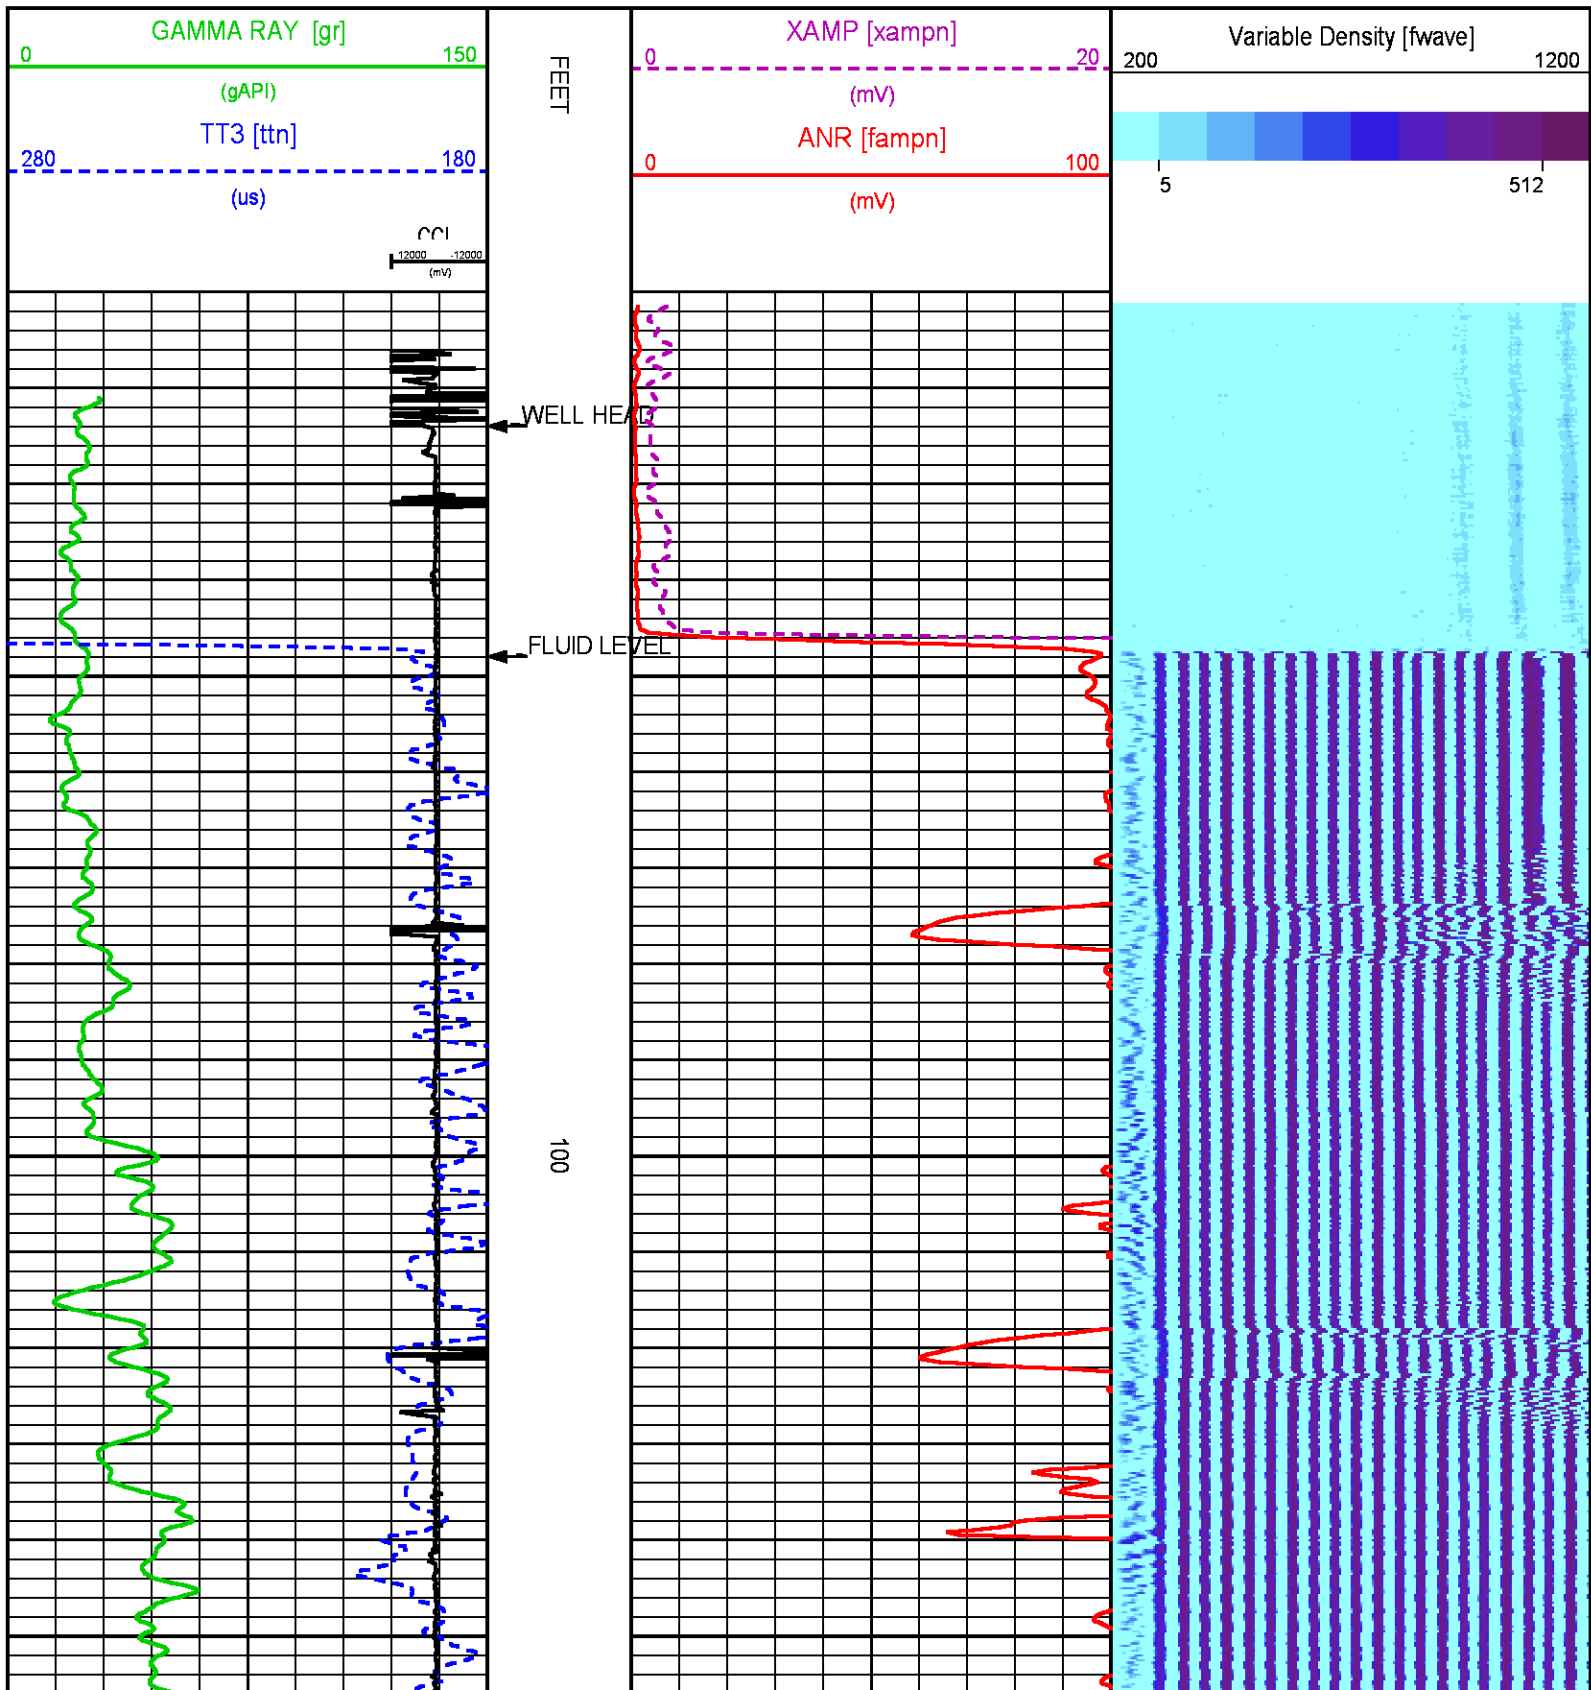 GAMMA RAY [gr]
0 150
(gAPI)
TT3 [ttn]
280 180
(us)
CCL
12000 -12000
(mV)
FEET
XAMP [xampn]
0 20
(mV)
ANR [fampn]
0 100
(mV)
Variable Density [fwave]
200 1200
5 512
WELL HEAD
FLUID LEVEL
100